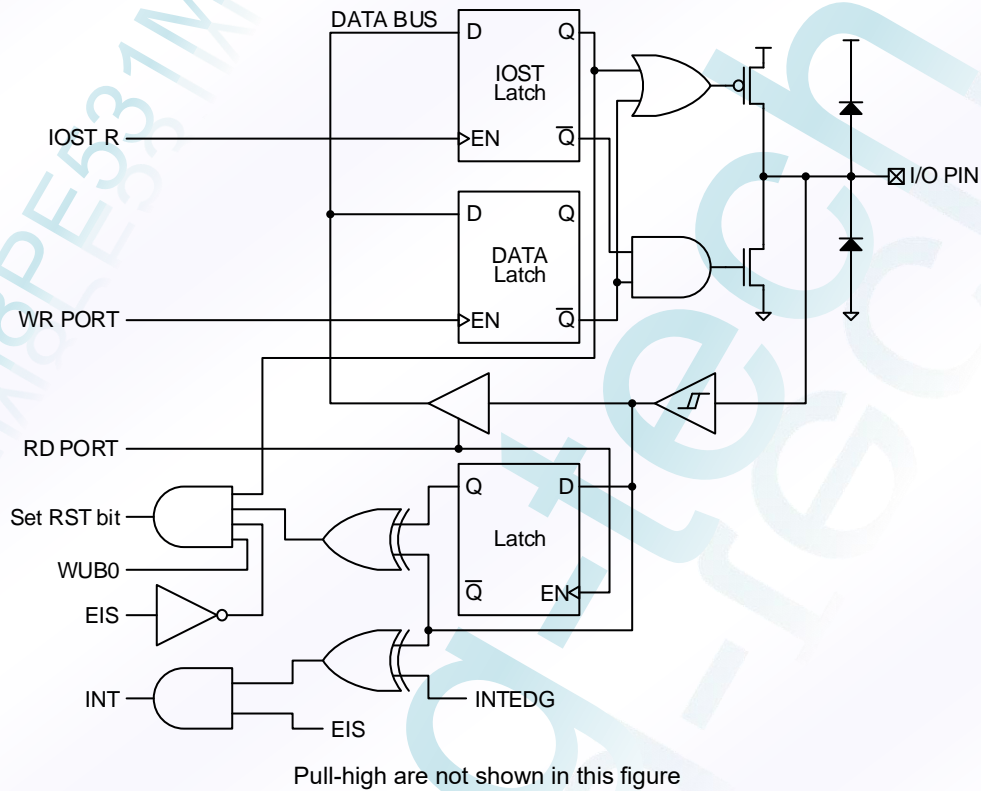 DATA BUS
D
Q
IOST
Latch
IOST R
EN
Q
I/O PIN
D
Q
DATA
Latch
WR PORT
EN
Q
RD PORT
Q
D
Set RST bit
Latch
WUB0
Q
EN
EIS
INT
INTEDG
EIS
Pull-high are not shown in this figure